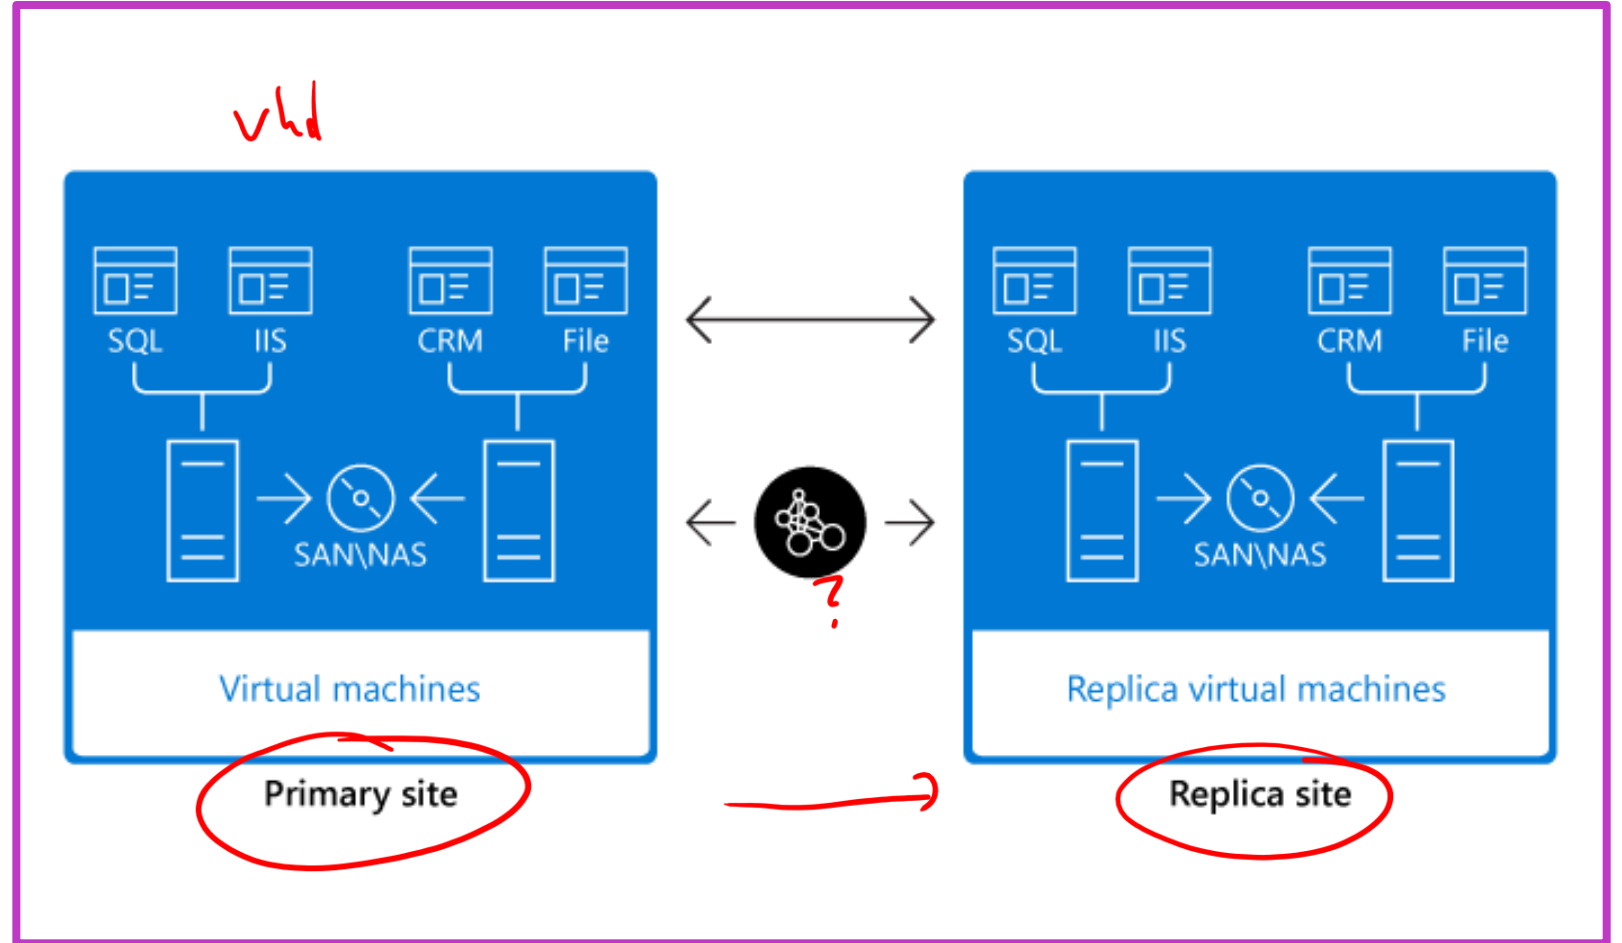 vhd
SQL IIS CRM File
SAN\NAS
Virtual machines
Primary site
?
SQL IIS CRM File
SAN\NAS
Replica virtual machines
Replica site